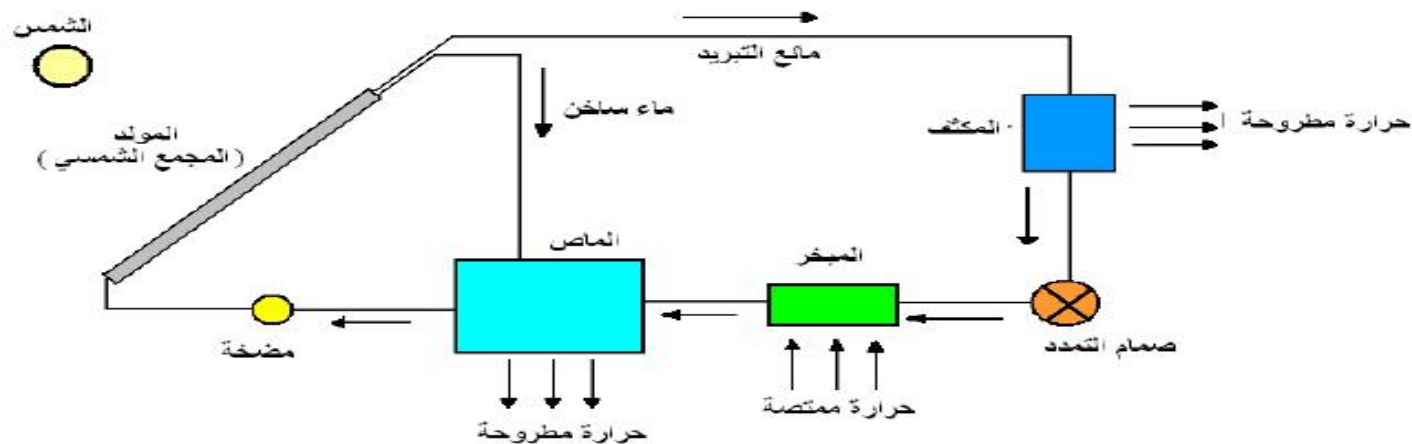 الشمس
مائع التبريد
ماء ساخن
المولد
(المجمع الشمسي)
المكثف
حرارة مطروحة
الماص
المبخر
مضخة
صمام التمدد
حرارة ممتصة
حرارة مطروحة